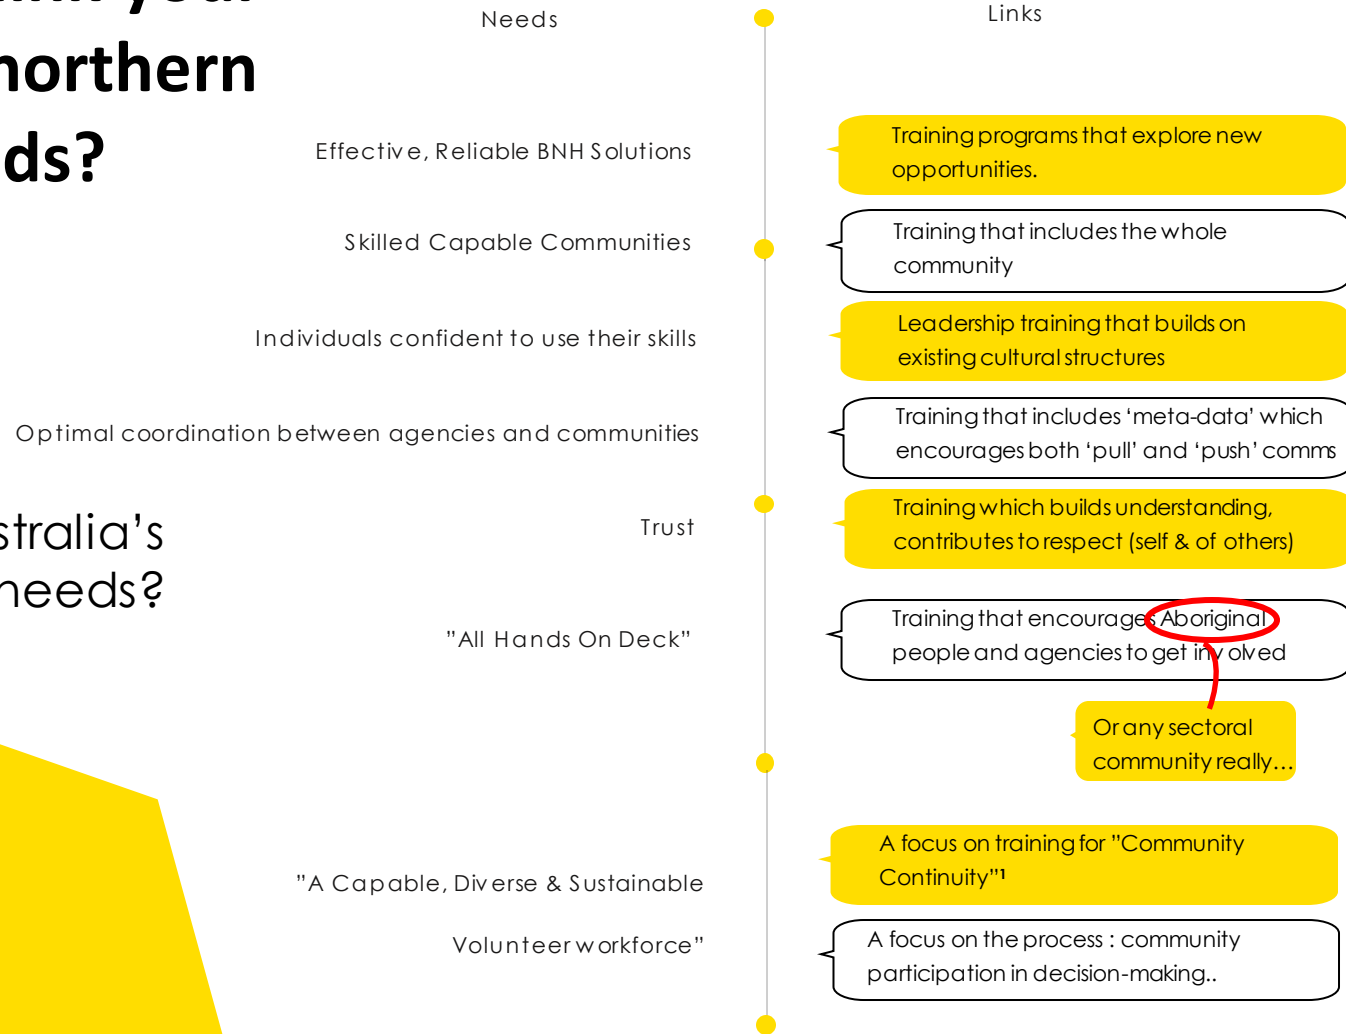 your
northern
ds?
stralia's
needs?
Needs
Links
Effective, Reliable BNH Solutions
Training programs that explore new
opportunities.
Skilled Capable Communities
Training that includes the whole
community
Individuals confident to use their skills
Leadership training that builds on
existing cultural structures
Optimal coordination between agencies and communities
Training that includes ‘meta-data’ which
encourages both ‘pull’ and ‘push’ comms
Trust
Training which builds understanding,
contributes to respect (self & of others)
”All Hands On Deck”
Training that encourages Aboriginal
people and agencies to get involved
Or any sectoral
community really…
”A Capable, Diverse & Sustainable
Volunteer workforce”
A focus on training for ”Community
Continuity”¹
A focus on the process : community
participation in decision-making..